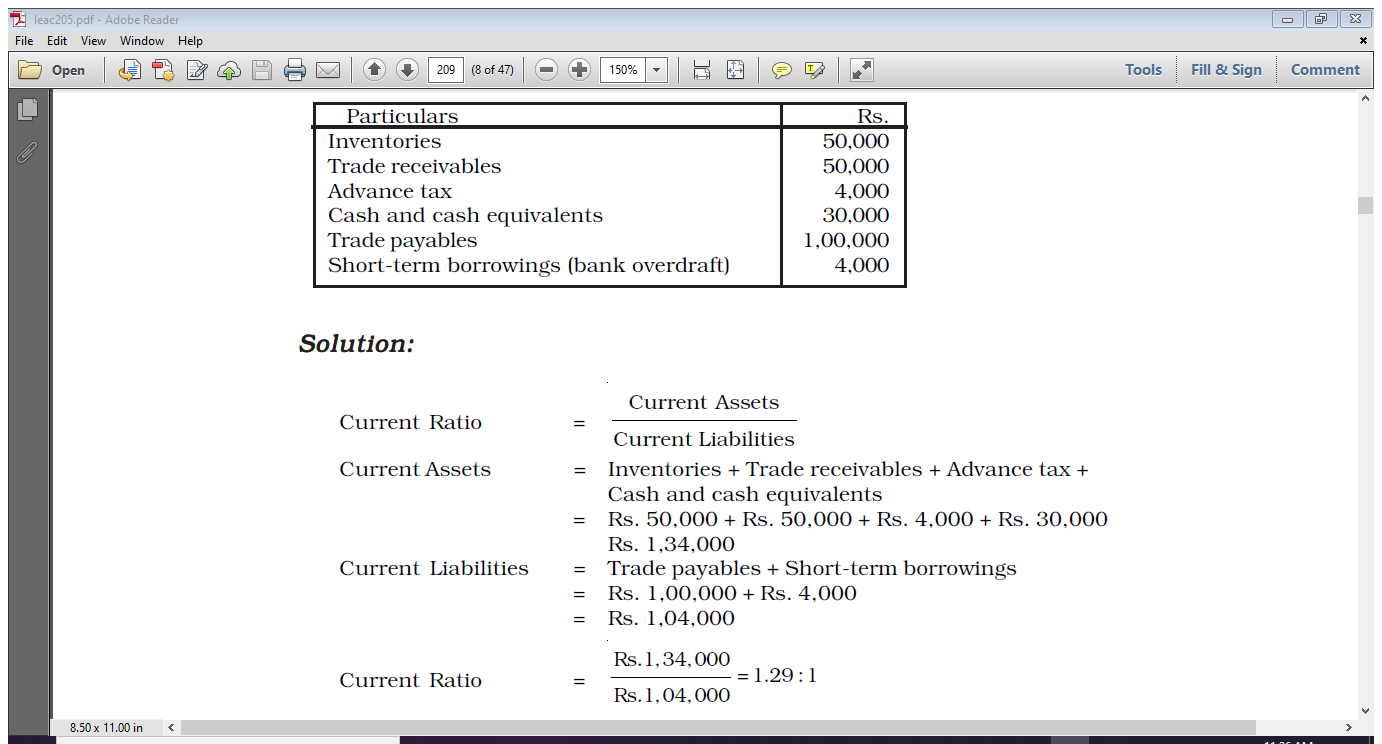 leac205.pdf - Adobe Reader
File Edit View Window Help
Open 209 (8 of 47) 150% Tools Fill & Sign Comment
Particulars Rs.
Inventories 50,000
Trade receivables 50,000
Advance tax 4,000
Cash and cash equivalents 30,000
Trade payables 1,00,000
Short-term borrowings (bank overdraft) 4,000
Solution:
Current Assets
Current Ratio =
Current Liabilities
Current Assets = Inventories + Trade receivables + Advance tax +
Cash and cash equivalents
= Rs. 50,000 + Rs. 50,000 + Rs. 4,000 + Rs. 30,000
Rs. 1,34,000
Current Liabilities = Trade payables + Short-term borrowings
= Rs. 1,00,000 + Rs. 4,000
= Rs. 1,04,000
Rs.1,34,000
Current Ratio = = 1.29 : 1
Rs.1,04,000
8.50 x 11.00 in